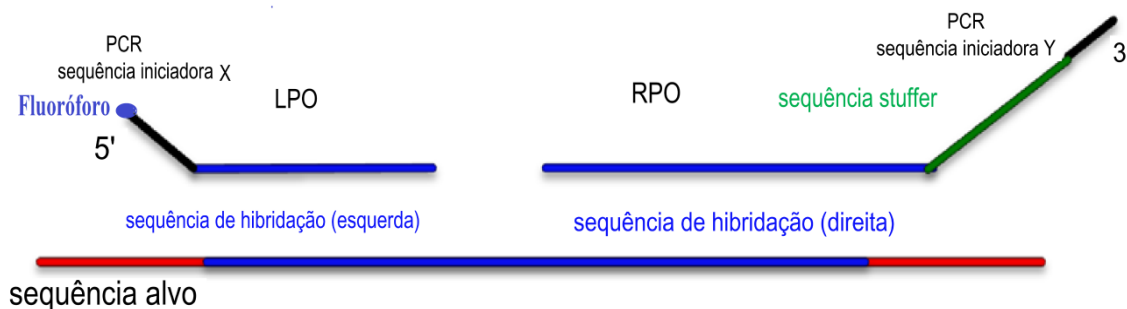 PCR
sequência iniciadora X
Fluoróforo
5'
LPO
RPO
PCR
sequência iniciadora Y
3
sequência stuffer
sequência de hibridação (esquerda)
sequência de hibridação (direita)
sequência alvo